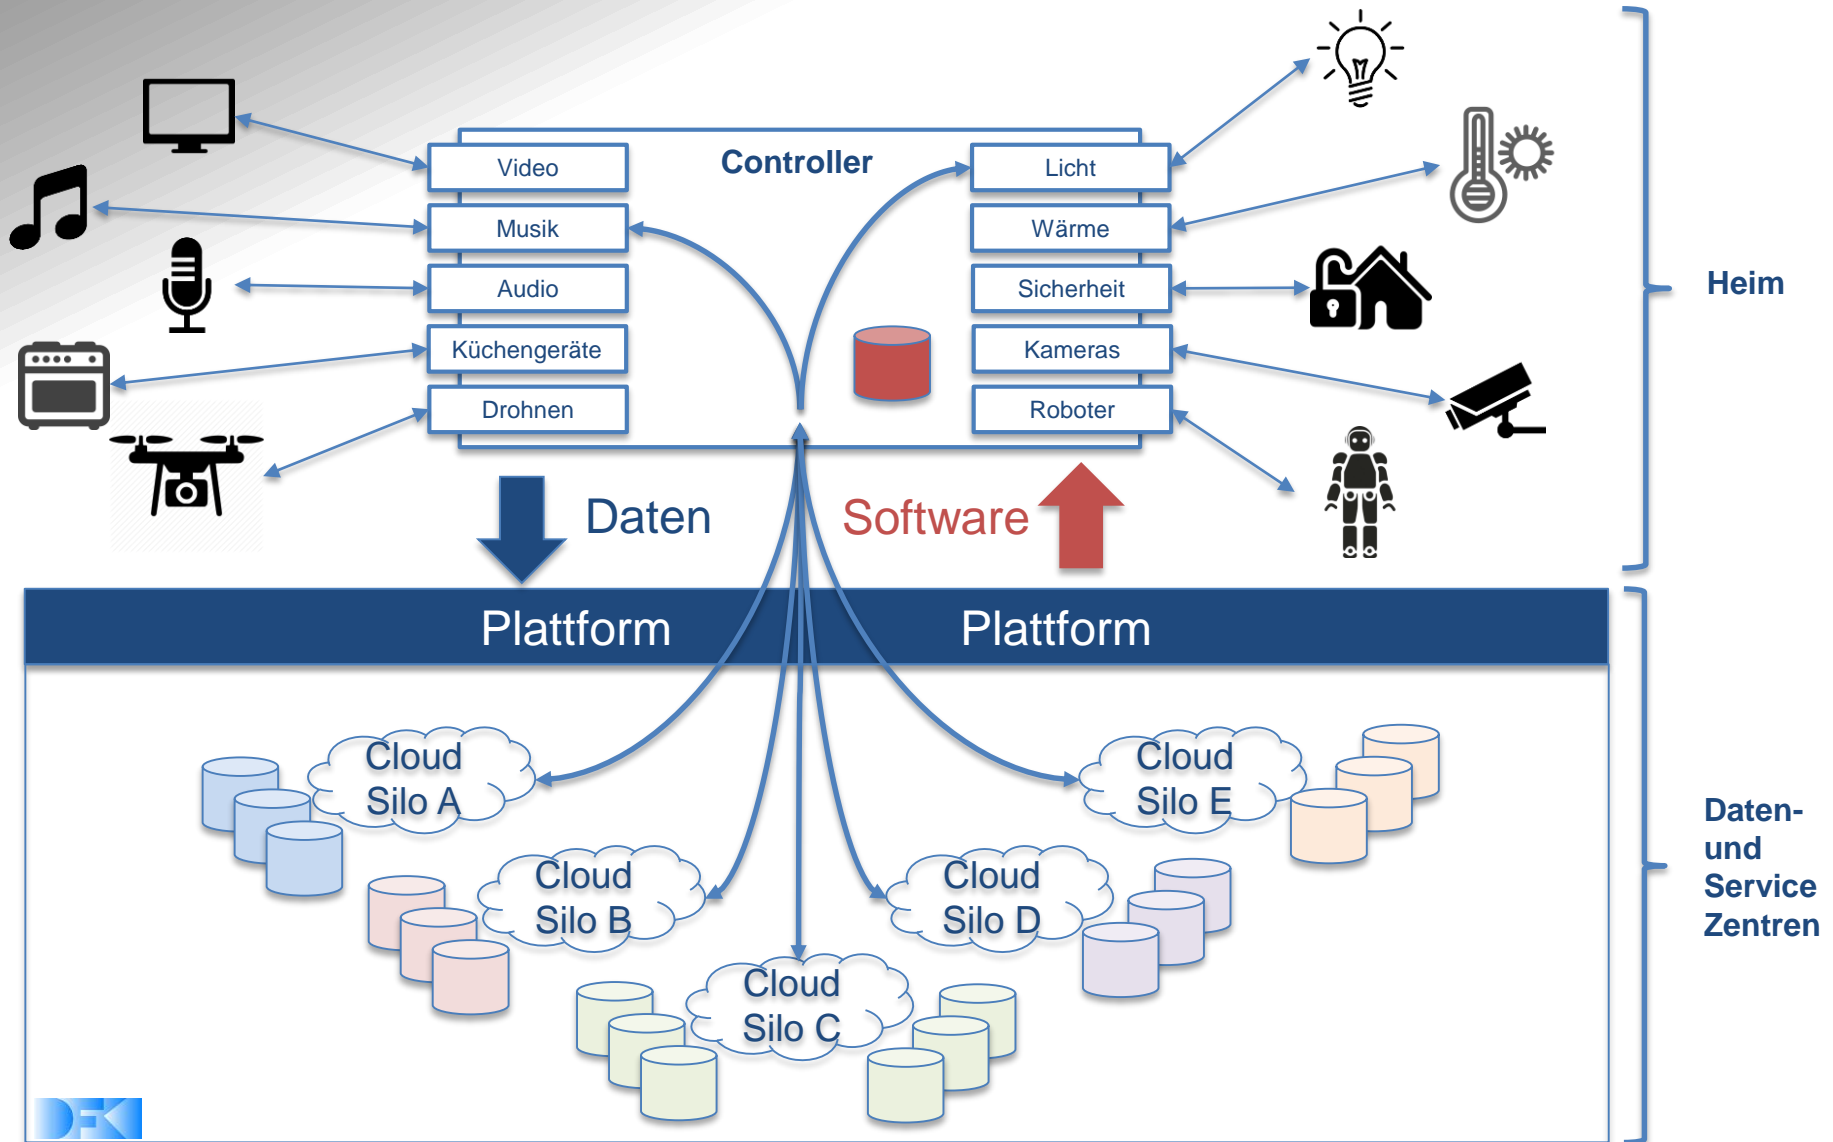 Controller
Video
Musik
Audio
Küchengeräte
Drohnen
Licht
Wärme
Sicherheit
Kameras
Roboter
Heim
Daten
Software
Plattform
Plattform
Cloud
Silo A
Cloud
Silo B
Cloud
Silo C
Cloud
Silo D
Cloud
Silo E
Daten-
und
Service
Zentren
DFK